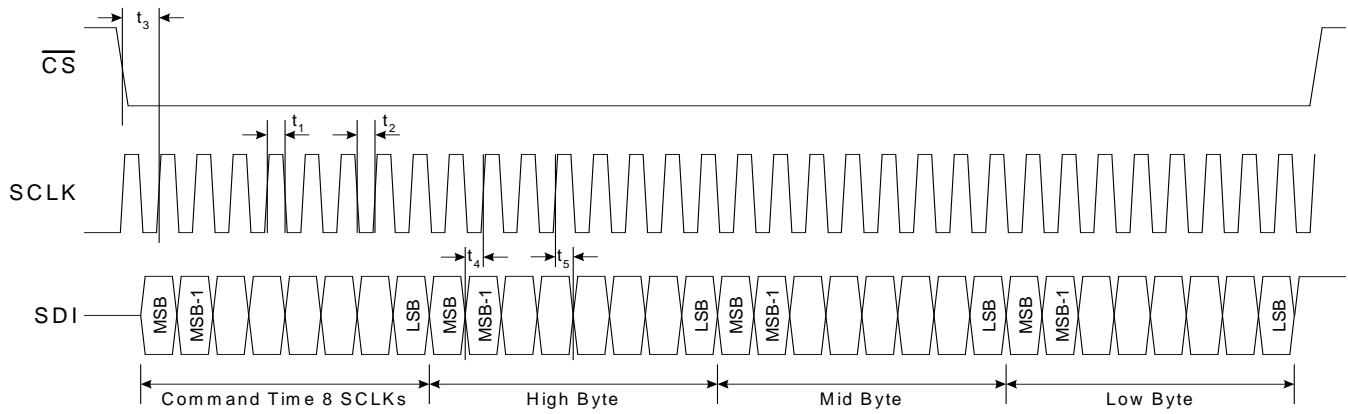 t3
CS
t1
t2
SCLK
t4
t5
SDI
MSB
MSB-1
LSB
MSB
MSB-1
LSB
MSB
MSB-1
LSB
MSB
MSB-1
LSB
Command Time 8 SCLKs
High Byte
Mid Byte
Low Byte